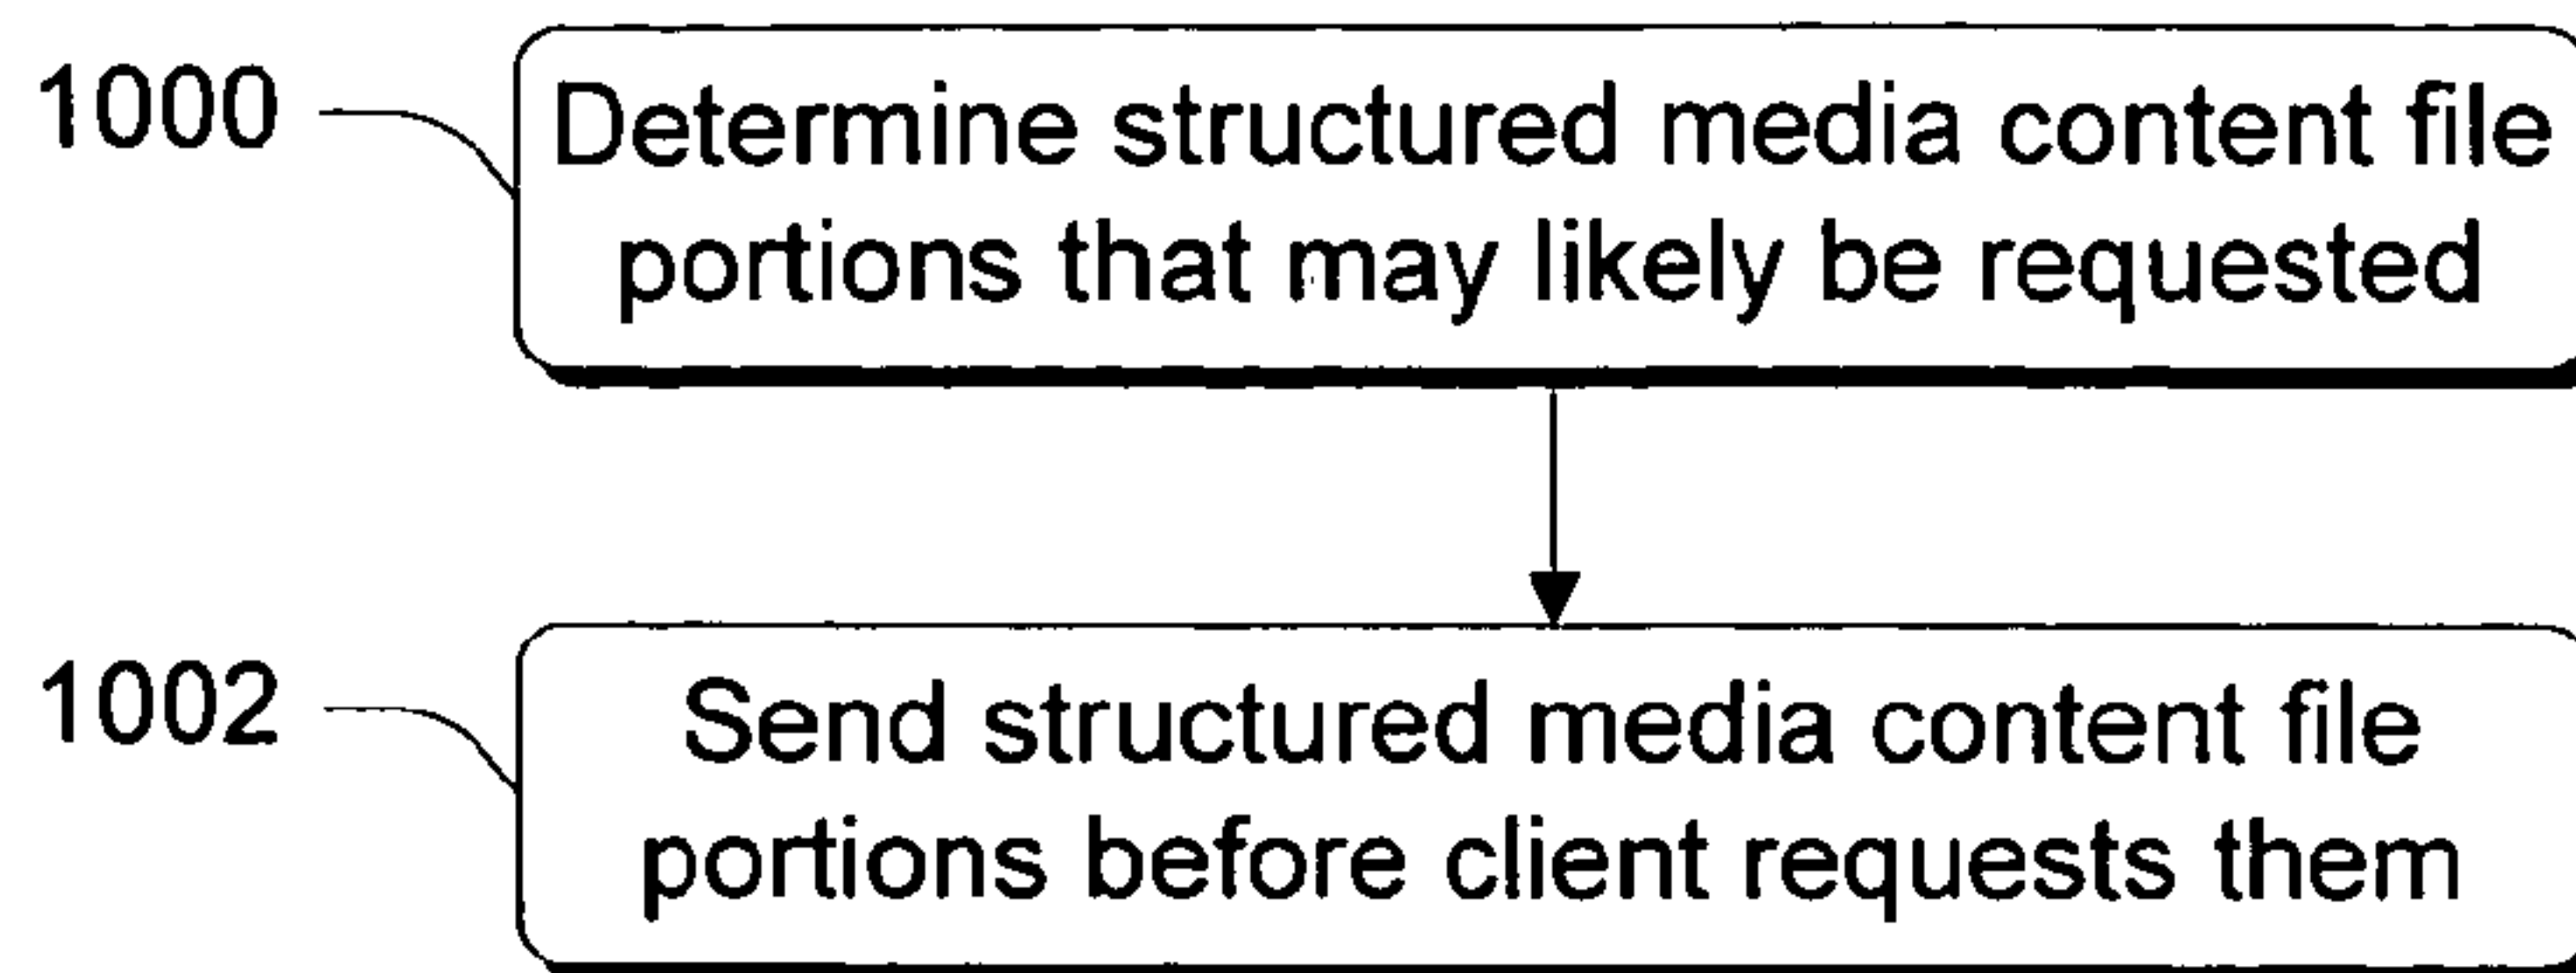 1000
Determine structured media content file
portions that may likely be requested
1002
Send structured media content file
portions before client requests them